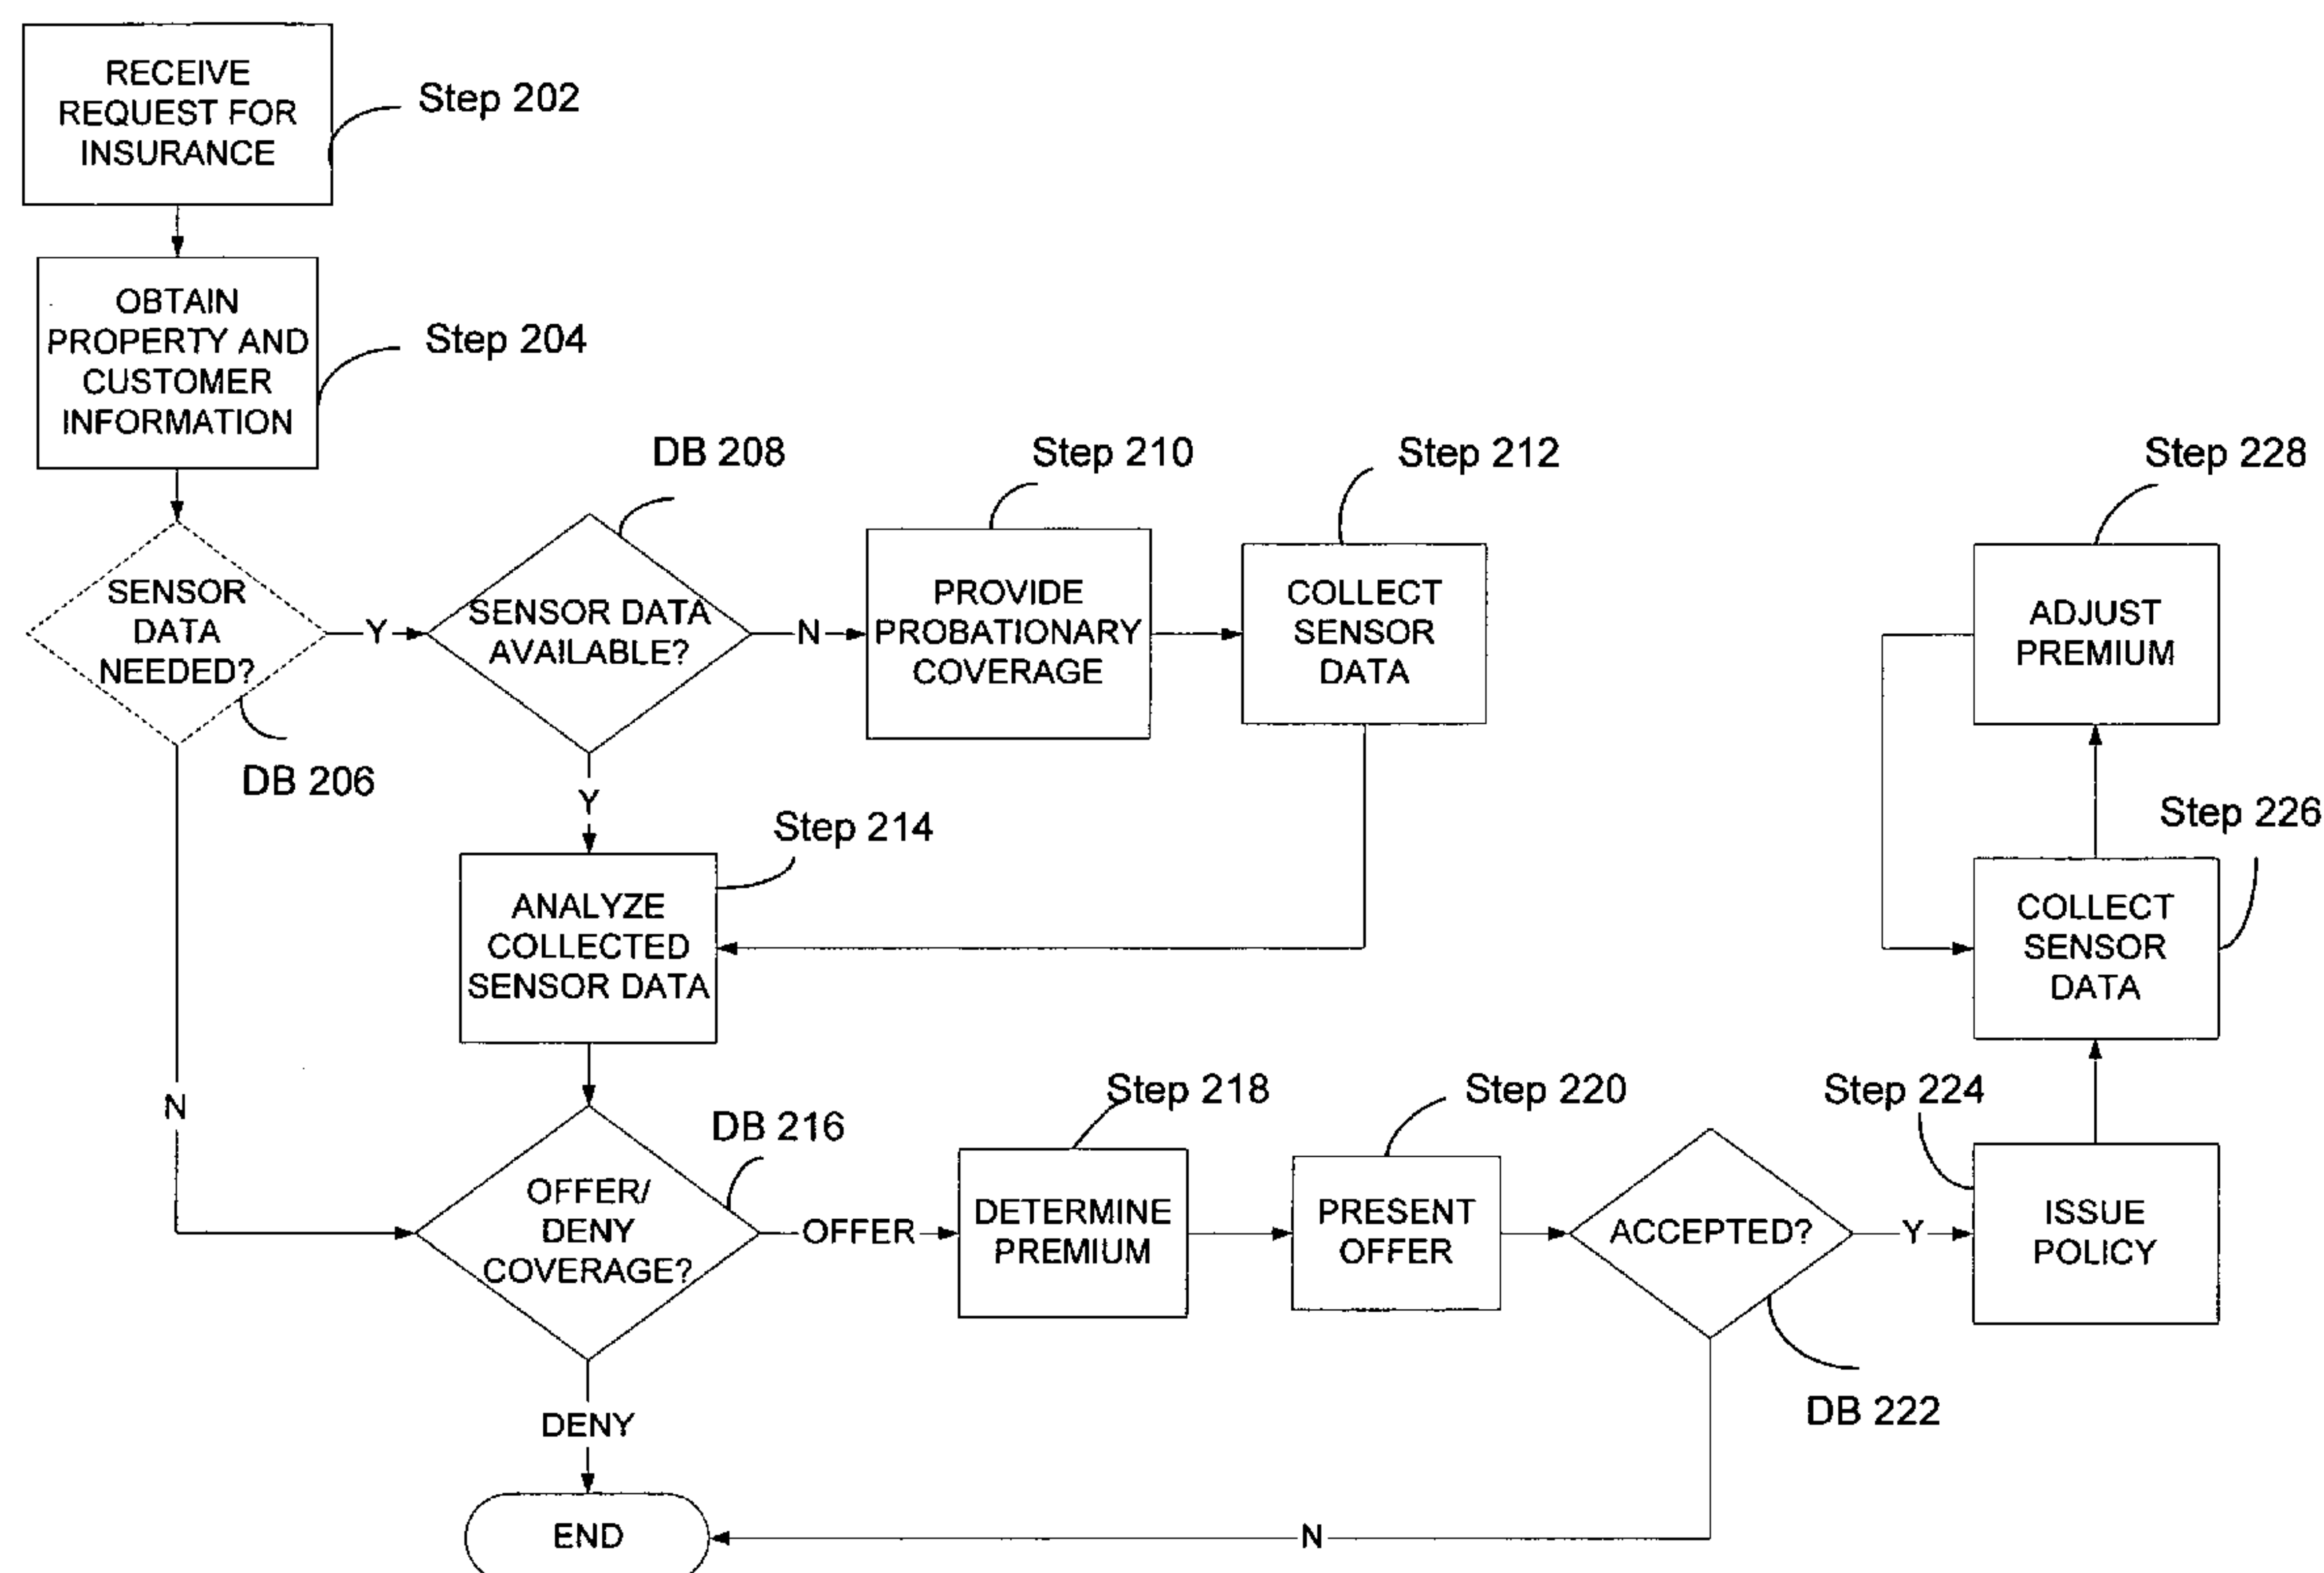 RECEIVE
REQUEST FOR
INSURANCE
Step 202
OBTAIN
PROPERTY AND
CUSTOMER
INFORMATION
Step 204
SENSOR
DATA
NEEDED?
DB 206
Y
N
DB 208
SENSOR DATA
AVAILABLE?
N
Y
Step 210
PROVIDE
PROBATIONARY
COVERAGE
Step 212
COLLECT
SENSOR
DATA
Step 214
ANALYZE
COLLECTED
SENSOR DATA
DB 216
OFFER/
DENY
COVERAGE?
OFFER
DENY
END
Step 218
DETERMINE
PREMIUM
Step 220
PRESENT
OFFER
ACCEPTED?
DB 222
Y
N
Step 224
ISSUE
POLICY
Step 226
COLLECT
SENSOR
DATA
Step 228
ADJUST
PREMIUM